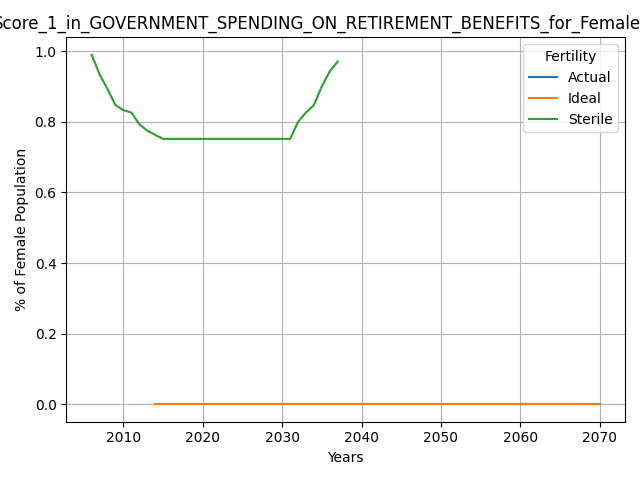 Score_1_in_GOVERNMENT_SPENDING_ON_RETIREMENT_BENEFITS_for_Female
Fertility
Actual
Ideal
Sterile
% of Female Population
1.0
0.8
0.6
0.4
0.2
0.0
2010 2020 2030 2040 2050 2060 2070
Years